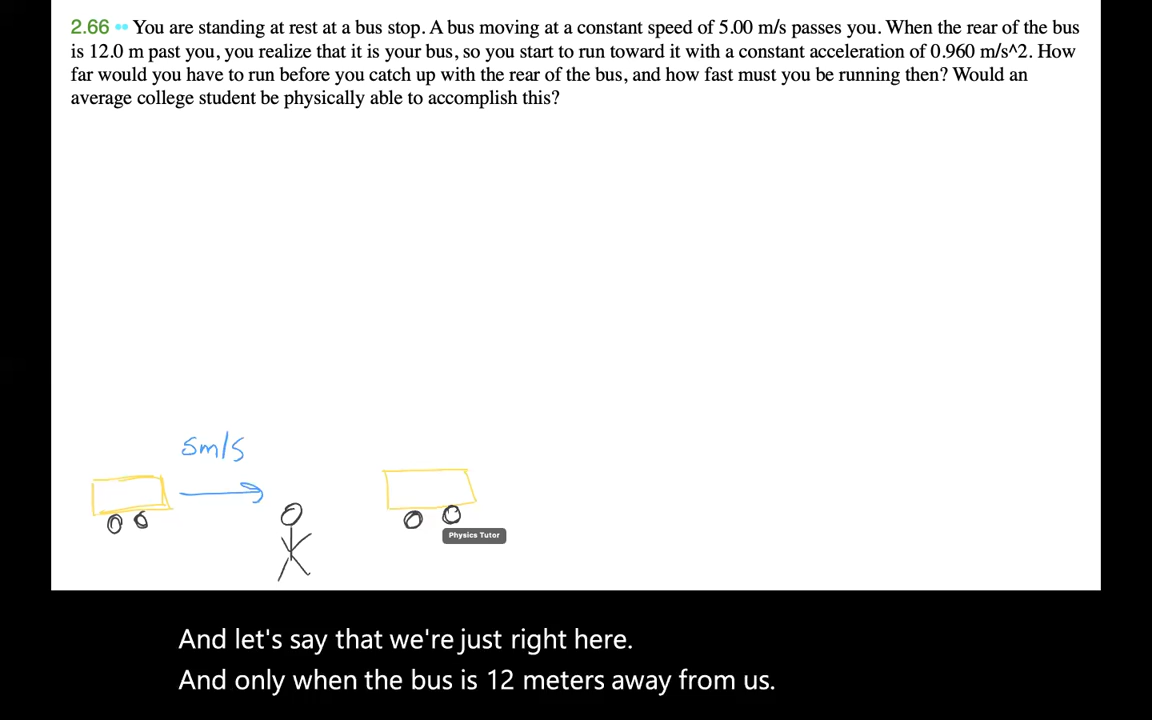 2.66 •• You are standing at rest at a bus stop. A bus moving at a constant speed of 5.00 m/s passes you. When the rear of the bus
is 12.0 m past you, you realize that it is your bus, so you start to run toward it with a constant acceleration of 0.960 m/s^2. How
far would you have to run before you catch up with the rear of the bus, and how fast must you be running then? Would an
average college student be physically able to accomplish this?
5m/s
Physics Tutor
And let's say that we're just right here.
And only when the bus is 12 meters away from us.